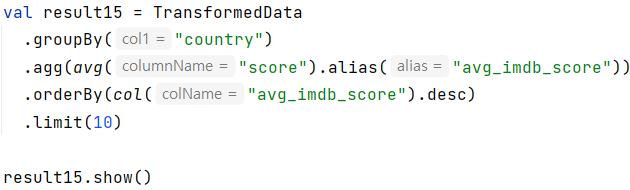 val result15 = TransformedData
.groupBy( col1 = "country")
.agg(avg( columnName = "score").alias( alias = "avg_imdb_score"))
.orderBy(col( colName = "avg_imdb_score").desc)
.limit(10)
result15.show()